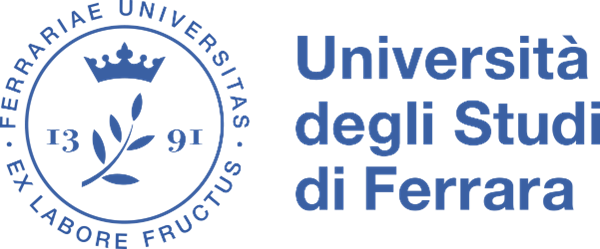 FERRARIAE UNIVERSITAS
13 91
EX LABORE FRUCTUS
Università
degli Studi
di Ferrara